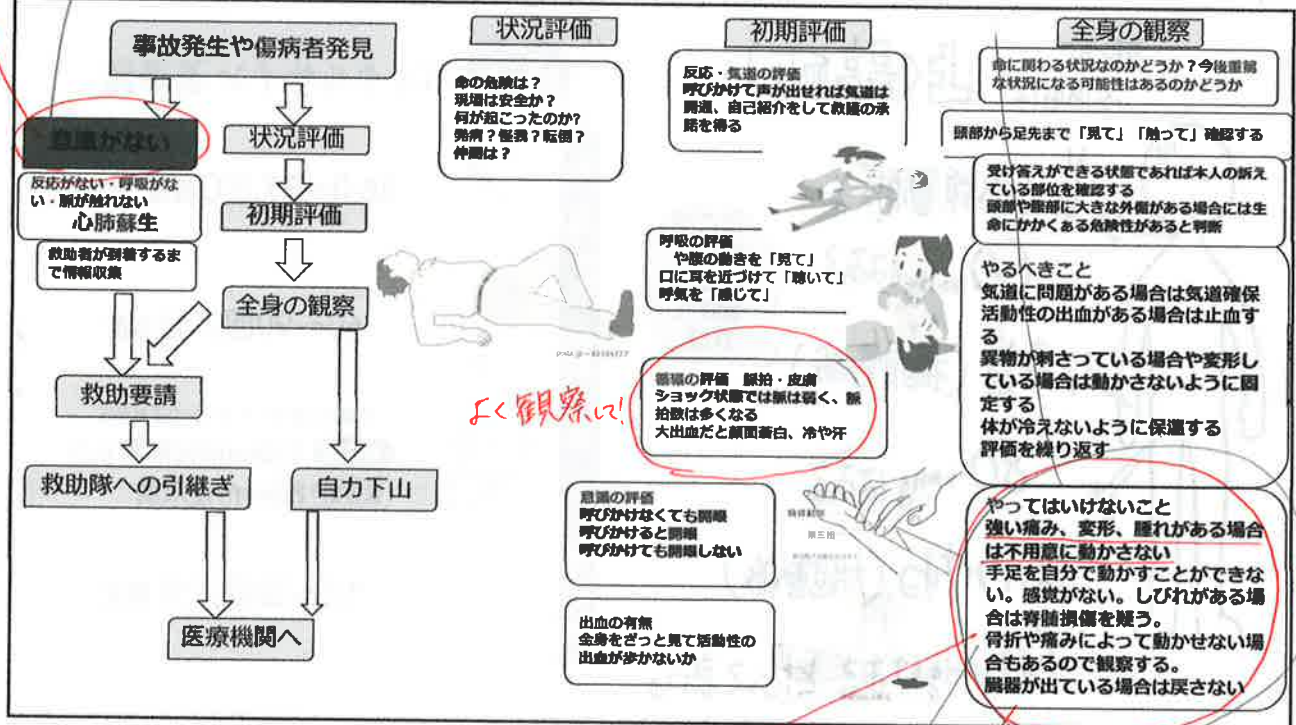 事故発生や傷病者発見
意識がない
反応がない・呼吸がな
い・脈が触れない
心肺蘇生
救助者が到着するま
で情報収集
状況評価
初期評価
全身の観察
救助要請
救助隊への引継ぎ
自力下山
医療機関へ
状況評価
命の危険は？
現場は安全か？
何が起こったのか？
発病？怪我？転倒？
仲間は？
初期評価
反応・気道の評価
呼びかけて声が出せれば気道は
開通、自己紹介をして救護の承
諾を得る
呼吸の評価
や腹の動きを「見て」
口に耳を近づけて「聴いて」
呼気を「感じて」
よく観察して!
循環の評価　脈拍・皮膚
ショック状態では脈は弱く、脈
拍数は多くなる
大出血だと顔面蒼白、冷や汗
意識の評価
呼びかけなくても開眼
呼びかけると開眼
呼びかけても開眼しない
出血の有無
全身をざっと見て活動性の
出血が歩かないか
全身の観察
命に関わる状況なのかどうか？今後重篤
な状況になる可能性はあるのかどうか
頭部から足先まで「見て」「触って」確認する
受け答えができる状態であれば本人の訴え
ている部位を確認する
頭部や腹部に大きな外傷がある場合には生
命にかかくぁる危険性があると判断
やるべきこと
気道に問題がある場合は気道確保
活動性の出血がある場合は止血す
る
異物が刺さっている場合や変形し
ている場合は動かさないように固
定する
体が冷えないように保温する
評価を繰り返す
やってはいけないこと
強い痛み、変形、腫れがある場合
は不用意に動かさない
手足を自分で動かすことができな
い。感覚がない。しびれがある場
合は脊髄損傷を疑う。
骨折や痛みによって動かせない場
合もあるので観察する。
臓器が出ている場合は戻さない